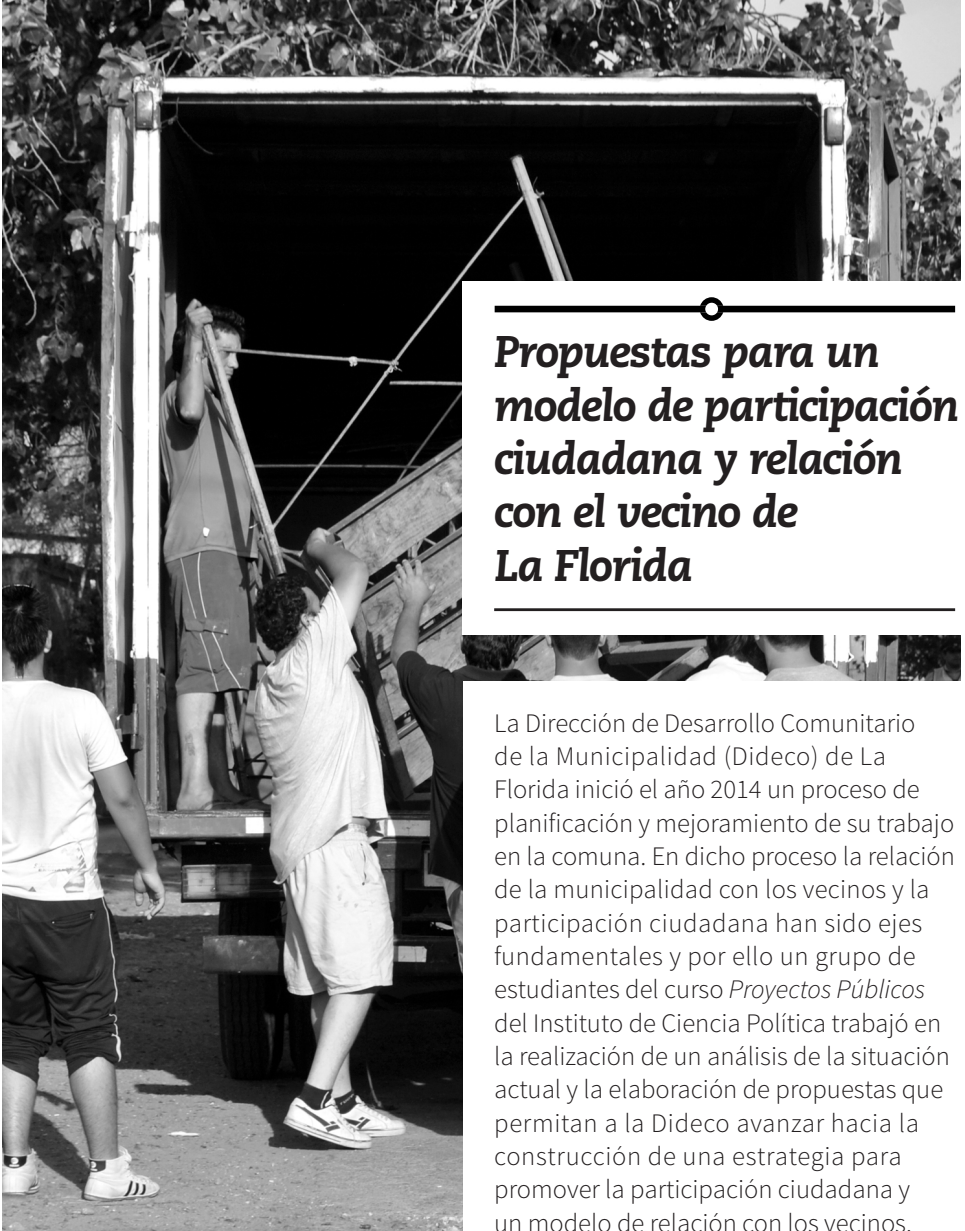 Propuestas para un
modelo de participación
ciudadana y relación
con el vecino de
La Florida
La Dirección de Desarrollo Comunitario
de la Municipalidad (Dideco) de La
Florida inició el año 2014 un proceso de
planificación y mejoramiento de su trabajo
en la comuna. En dicho proceso la relación
de la municipalidad con los vecinos y la
participación ciudadana han sido ejes
fundamentales y por ello un grupo de
estudiantes del curso Proyectos Públicos
del Instituto de Ciencia Política trabajó en
la realización de un análisis de la situación
actual y la elaboración de propuestas que
permitan a la Dideco avanzar hacia la
construcción de una estrategia para
promover la participación ciudadana y
un modelo de relación con los vecinos.